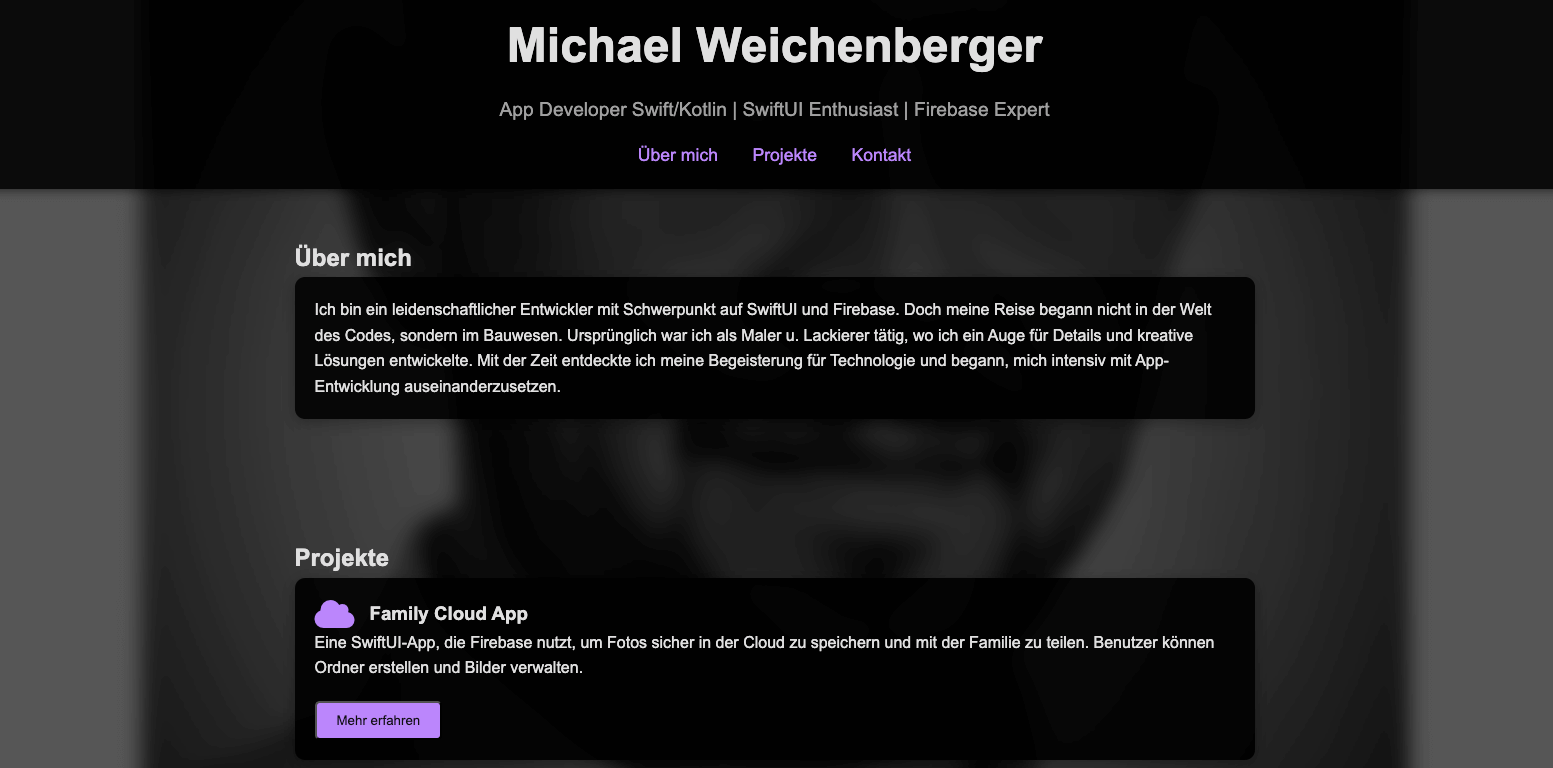 Michael Weichenberger
App Developer Swift/Kotlin | SwiftUI Enthusiast | Firebase Expert
Über mich Projekte Kontakt
Über mich
Ich bin ein leidenschaftlicher Entwickler mit Schwerpunkt auf SwiftUI und Firebase. Doch meine Reise begann nicht in der Welt
des Codes, sondern im Bauwesen. Ursprünglich war ich als Maler u. Lackierer tätig, wo ich ein Auge für Details und kreative
Lösungen entwickelte. Mit der Zeit entdeckte ich meine Begeisterung für Technologie und begann, mich intensiv mit App-
Entwicklung auseinanderzusetzen.
Projekte
Family Cloud App
Eine SwiftUI-App, die Firebase nutzt, um Fotos sicher in der Cloud zu speichern und mit der Familie zu teilen. Benutzer können
Ordner erstellen und Bilder verwalten.
Mehr erfahren